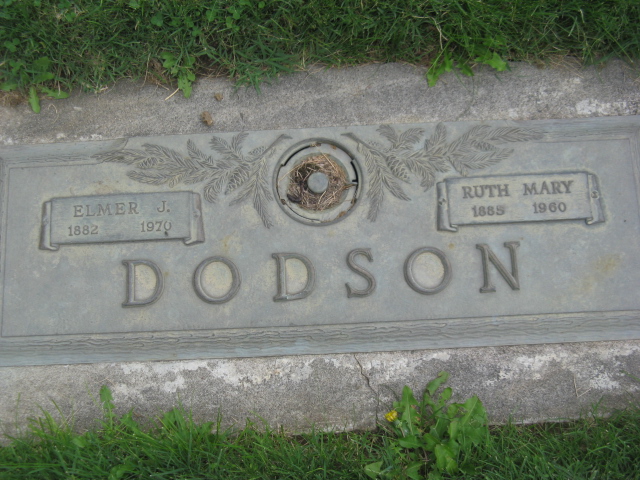 ELMER J.
1882 1970
RUTH MARY
1885 1960
DODSON